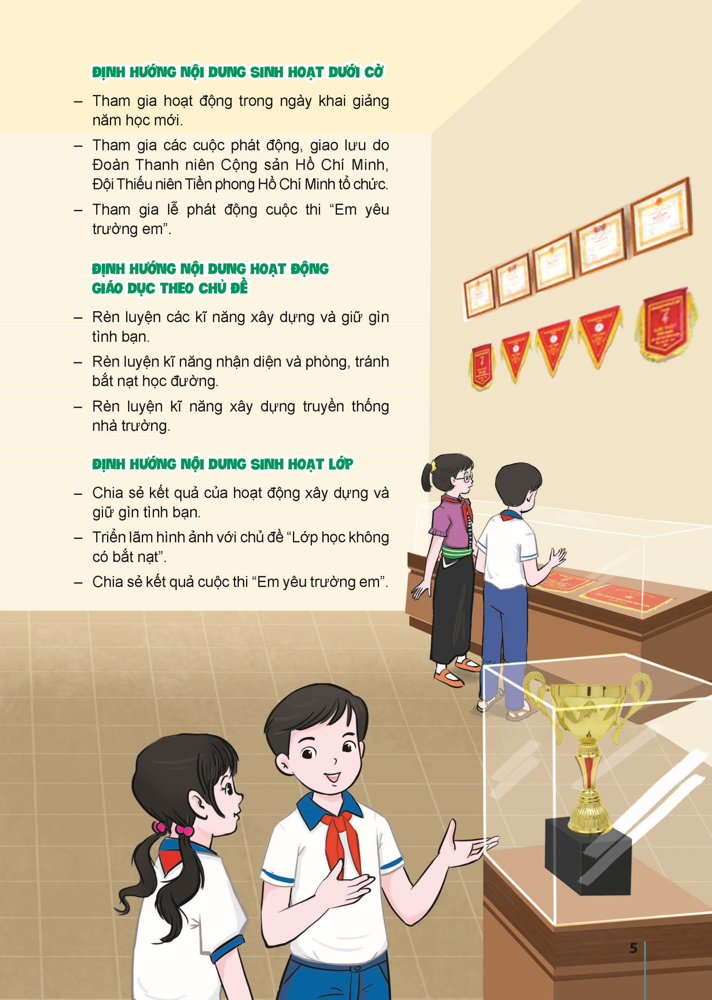 ĐỊNH HƯỚNG NỘI DUNG SINH HOẠT DƯỚI CỜ
– Tham gia hoạt động trong ngày khai giảng
năm học mới.
– Tham gia các cuộc phát động, giao lưu do
Đoàn Thanh niên Cộng sản Hồ Chí Minh,
Đội Thiếu niên Tiền phong Hồ Chí Minh tổ chức.
– Tham gia lễ phát động cuộc thi “Em yêu
trường em”.
ĐỊNH HƯỚNG NỘI DUNG HOẠT ĐỘNG
GIÁO DỤC THEO CHỦ ĐỀ
– Rèn luyện các kĩ năng xây dựng và giữ gìn
tình bạn.
– Rèn luyện kĩ năng nhận diện và phòng, tránh
bắt nạt học đường.
– Rèn luyện kĩ năng xây dựng truyền thống
nhà trường.
ĐỊNH HƯỚNG NỘI DUNG SINH HOẠT LỚP
– Chia sẻ kết quả của hoạt động xây dựng và
giữ gìn tình bạn.
– Triển lãm hình ảnh với chủ đề “Lớp học không
có bắt nạt”.
– Chia sẻ kết quả cuộc thi “Em yêu trường em”.
5